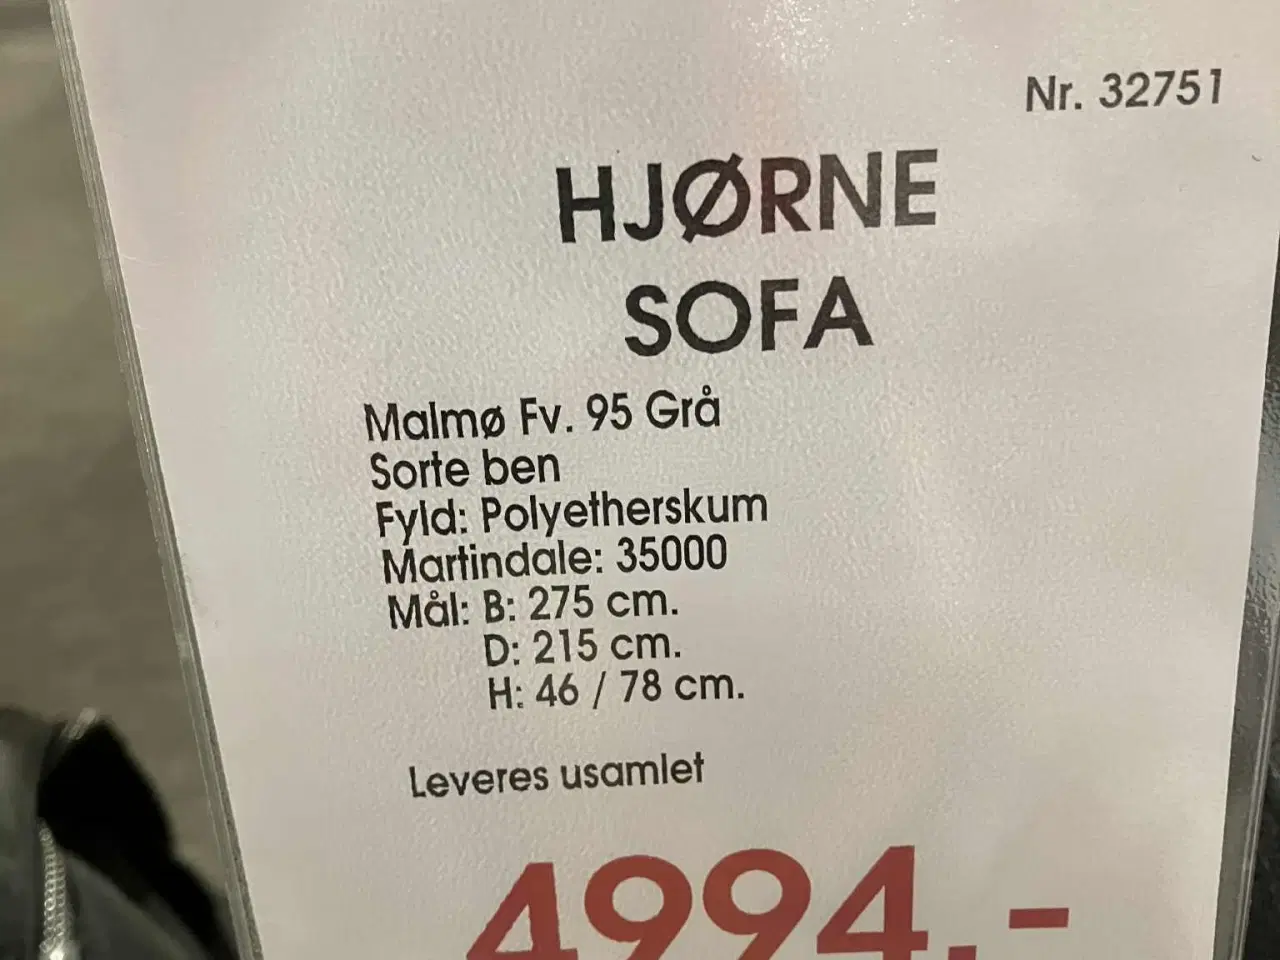 Nr. 32751
HJØRNE
SOFA
Malmø Fv. 95 Grå
Sorte ben
Fyld: Polyetherskum
Martindale: 35000
Mål: B: 275 cm.
D: 215 cm.
H: 46 / 78 cm.
Leveres usamlet
4994.-